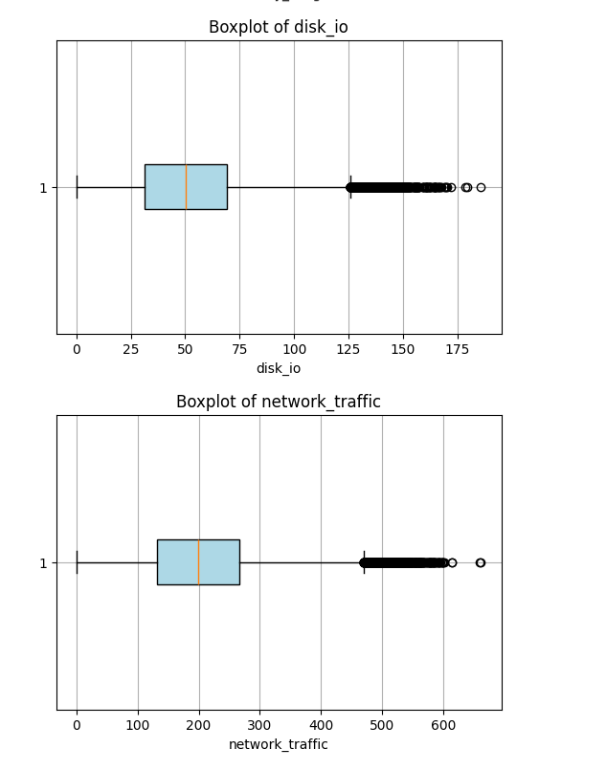 Boxplot of disk_io
1
0 25 50 75 100 125 150 175
disk_io
Boxplot of network_traffic
1
0 100 200 300 400 500 600
network_traffic